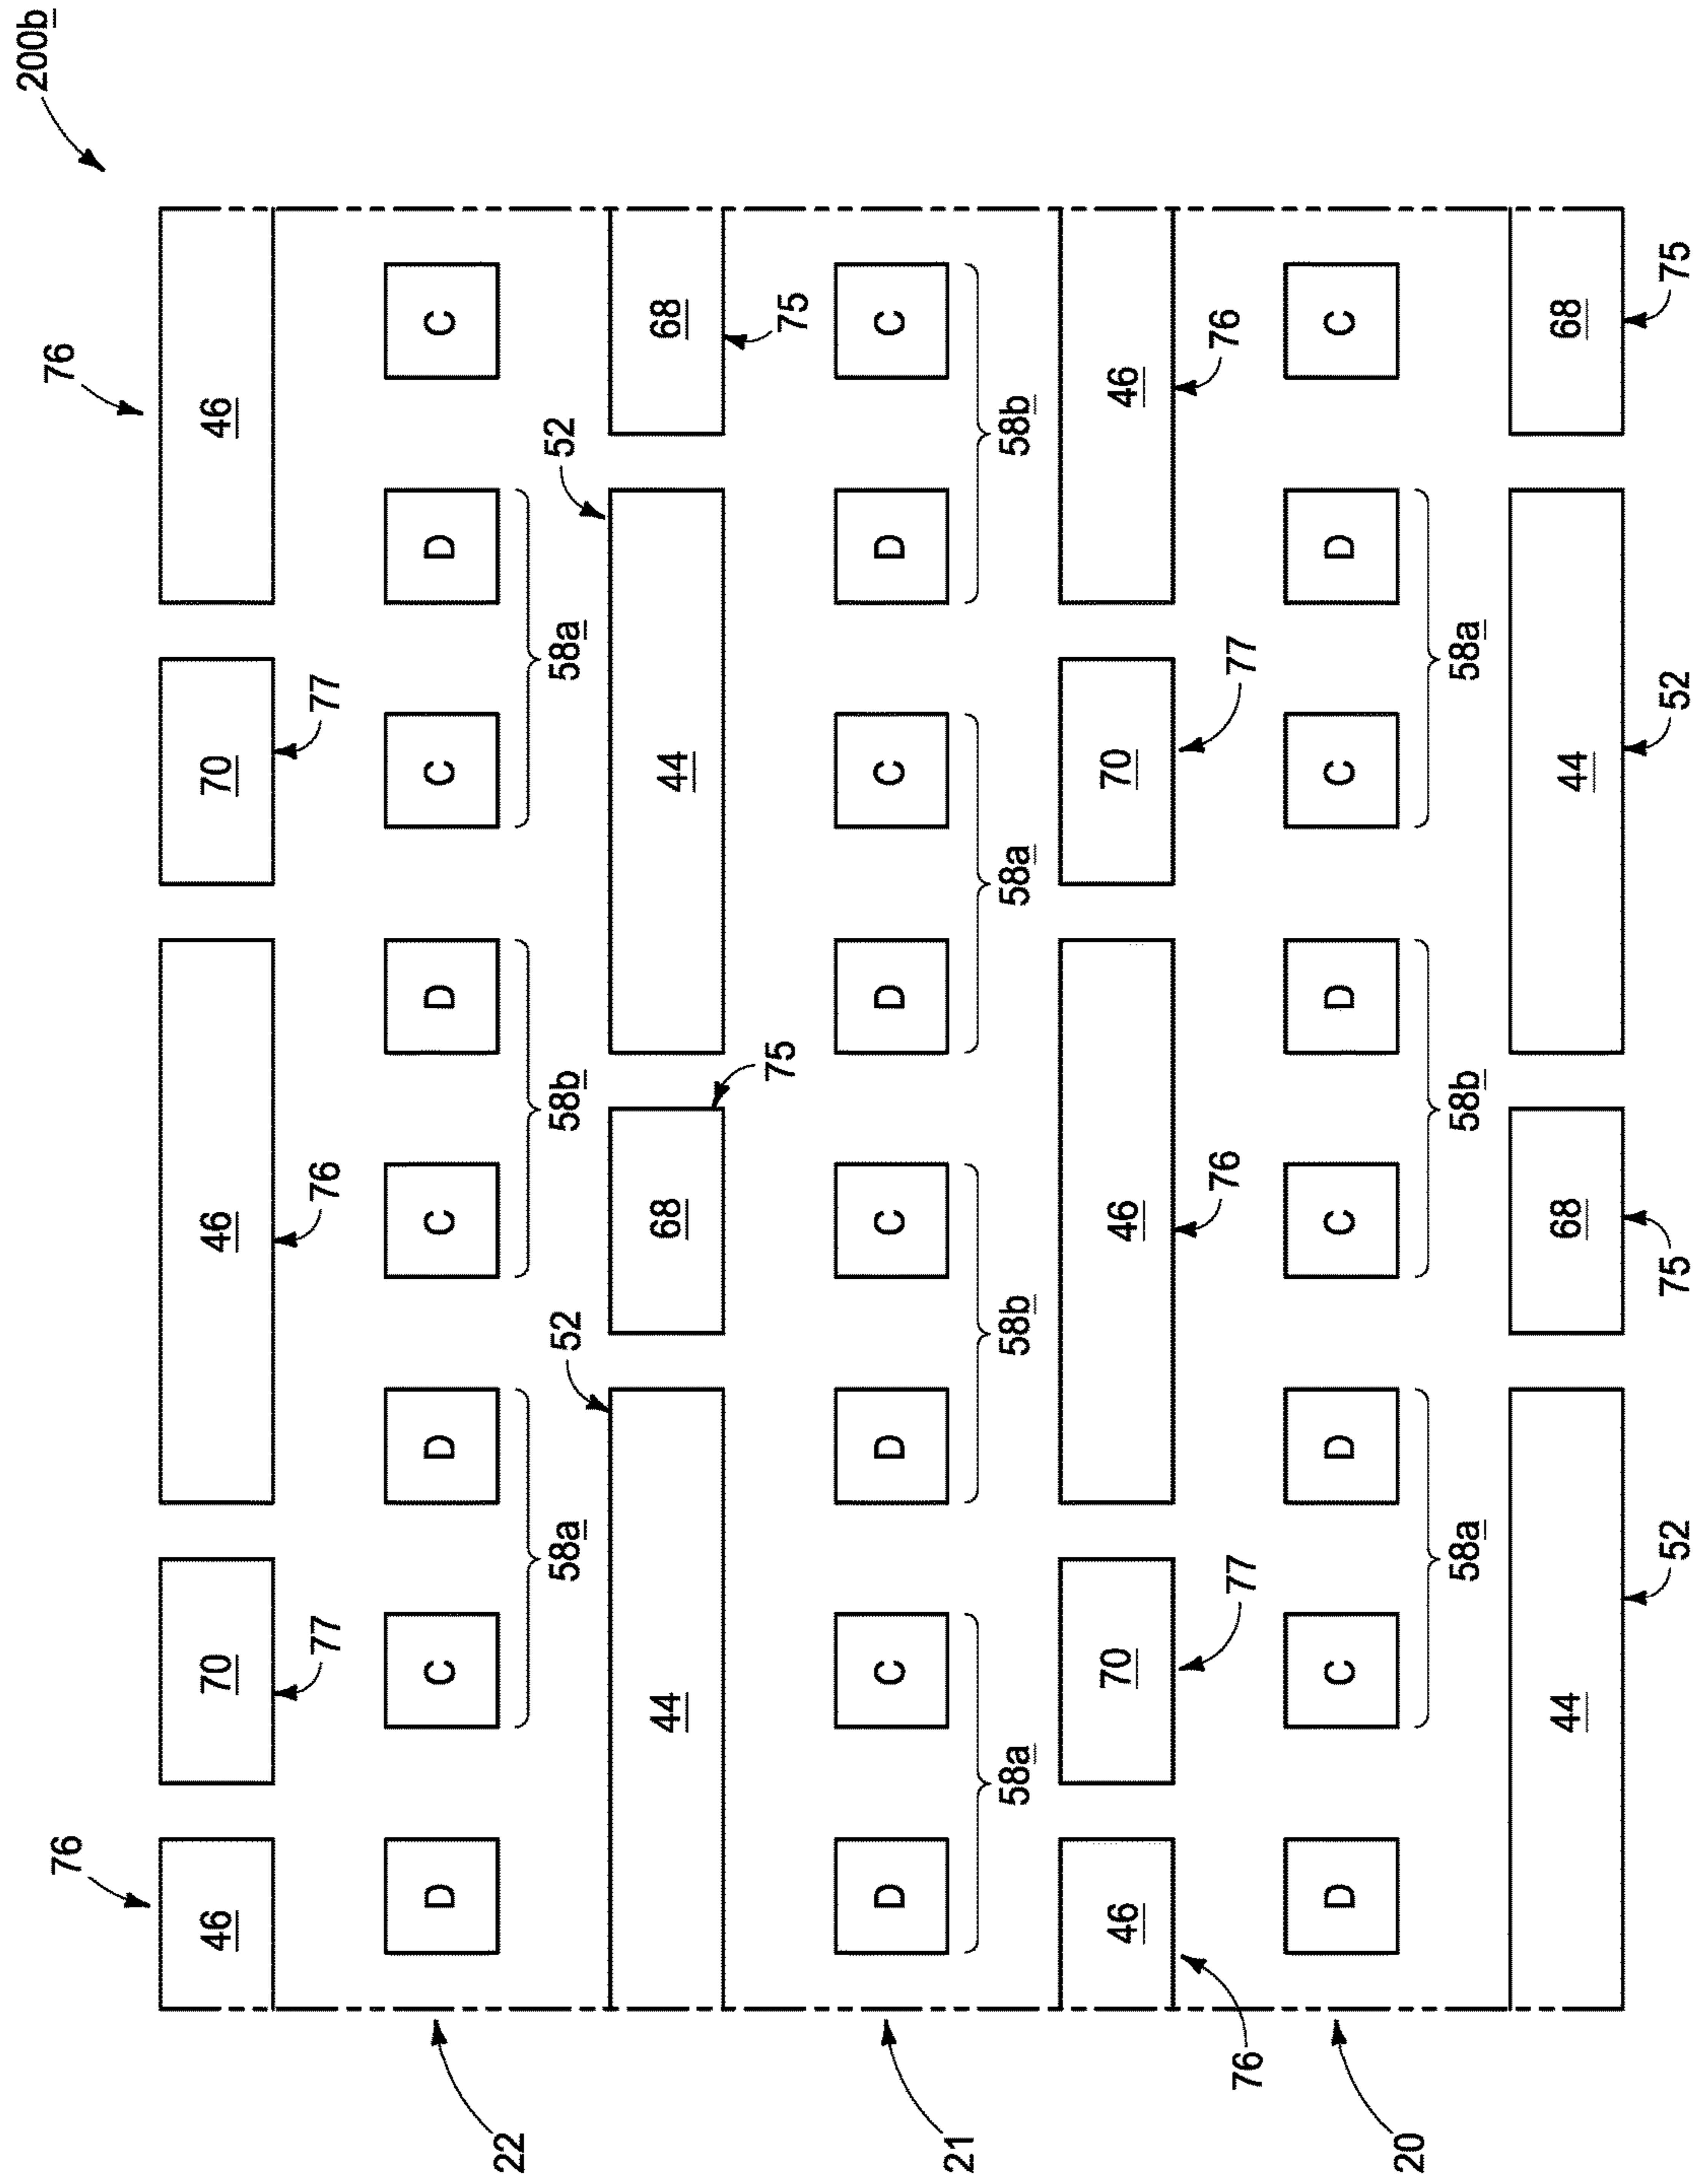 200b
76 76
46 70 46 70 46
77 76 77
D C D C D C D C
22
58a 52 58b 58a 52
44 68 44 68
75 75
D C D C D C D C
21
58a 58b 58a 58b
46 70 46 70 46
76 77 76 77 76
D C D C D C D C
20
58a 58b 58a
44 68 44 68
52 75 52 75